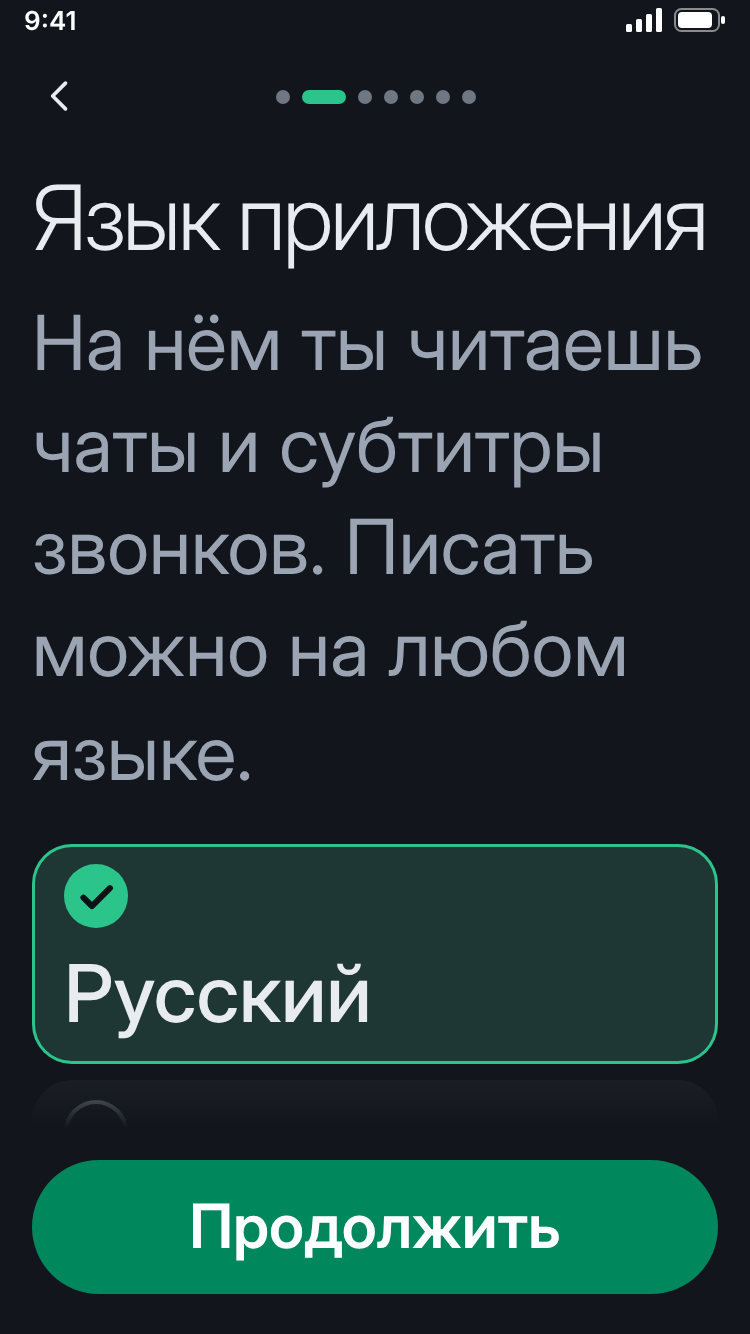 9:41
Язык приложения
На нём ты читаешь
чаты и субтитры
звонков. Писать
можно на любом
языке.
Русский
Продолжить